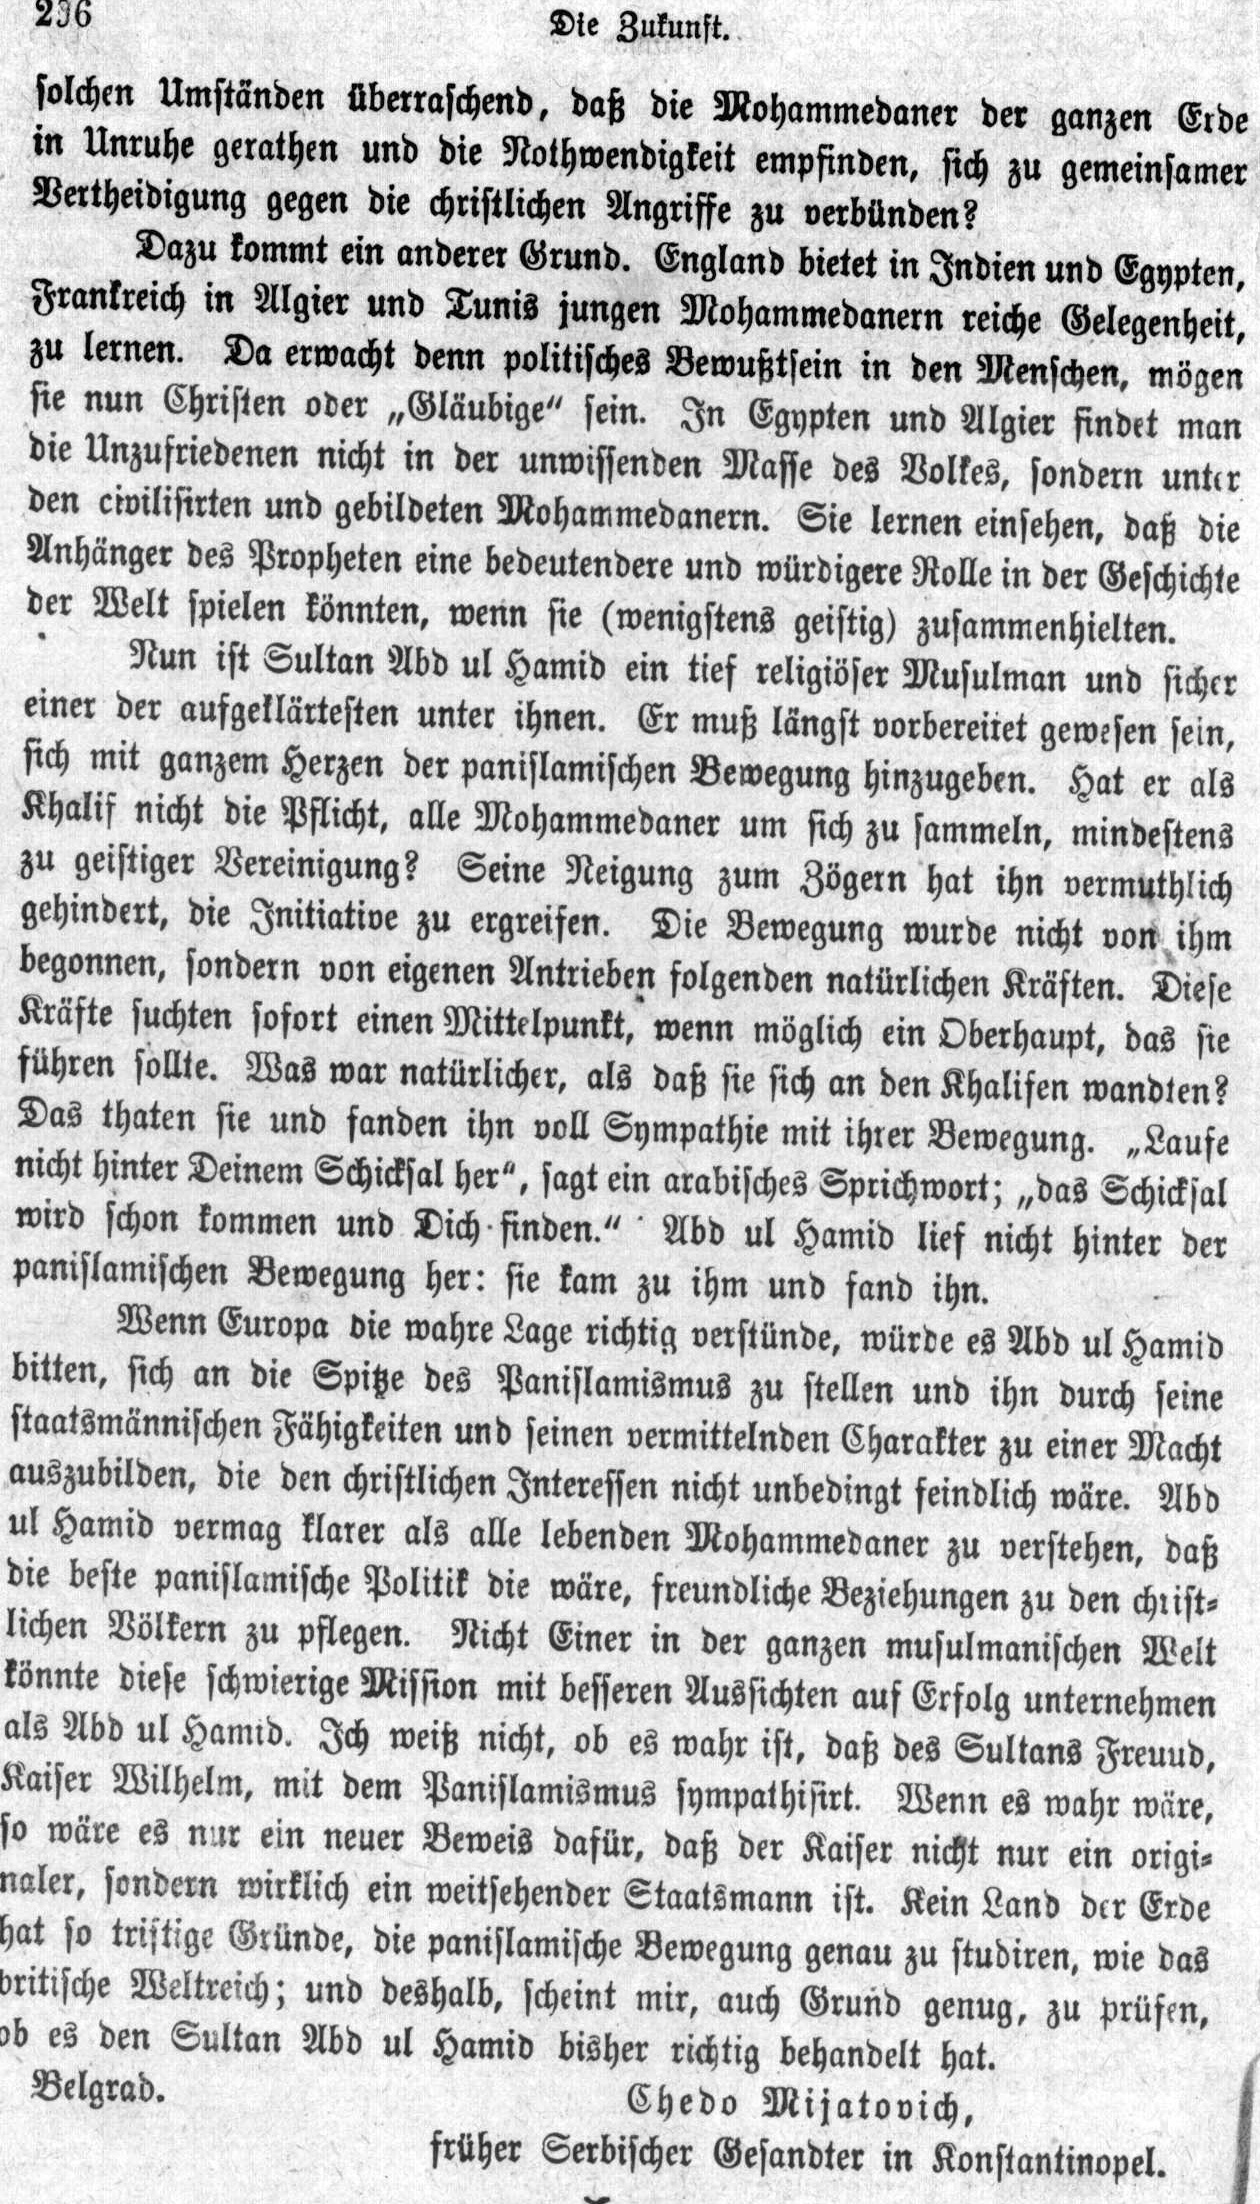 296
Die Zukunft.
solchen Umständen überraschend, daß die Mohammedaner der ganzen Erde
in Unruhe gerathen und die Nothwendigkeit empfinden, sich zu gemeinsamer
Vertheidigung gegen die christlichen Angriffe zu verbünden?
Dazu kommt ein anderer Grund. England bietet in Indien und Egypten,
Frankreich in Algier und Tunis jungen Mohammedanern reiche Gelegenheit,
zu lernen. Da erwacht denn politisches Bewußtsein in den Menschen, mögen
sie nun Christen oder „Gläubige“ sein. In Egypten und Algier findet man
die Unzufriedenen nicht in der unwissenden Masse des Volkes, sondern unter
den civilisirten und gebildeten Mohammedanern. Sie lernen einsehen, daß die
Anhänger des Propheten eine bedeutendere und würdigere Rolle in der Geschichte
der Welt spielen könnten, wenn sie (wenigstens geistig) zusammenhielten.
Nun ist Sultan Abd ul Hamid ein tief religiöser Musulman und sicher
einer der aufgeklärtesten unter ihnen. Er muß längst vorbereitet gewesen sein,
sich mit ganzem Herzen der panislamischen Bewegung hinzugeben. Hat er als
Khalif nicht die Pflicht, alle Mohammedaner um sich zu sammeln, mindestens
zu geistiger Vereinigung? Seine Neigung zum Zögern hat ihn vermuthlich
gehindert, die Initiative zu ergreifen. Die Bewegung wurde nicht von ihm
begonnen, sondern von eigenen Antrieben folgenden natürlichen Kräften. Diese
Kräfte suchten sofort einen Mittelpunkt, wenn möglich ein Oberhaupt, das sie
führen sollte. Was war natürlicher, als daß sie sich an den Khalifen wandten?
Das thaten sie und fanden ihn voll Sympathie mit ihrer Bewegung. „Laufe
nicht hinter Deinem Schicksal her“, sagt ein arabisches Sprichwort; „das Schicksal
wird schon kommen und Dich finden.“ Abd ul Hamid lief nicht hinter der
panislamischen Bewegung her: sie kam zu ihm und fand ihn.
Wenn Europa die wahre Lage richtig verstünde, würde es Abd ul Hamid
bitten, sich an die Spitze des Panislamismus zu stellen und ihn durch seine
staatsmännischen Fähigkeiten und seinen vermittelnden Charakter zu einer Macht
auszubilden, die den christlichen Interessen nicht unbedingt feindlich wäre. Abd
ul Hamid vermag klarer als alle lebenden Mohammedaner zu verstehen, daß
die beste panislamische Politik die wäre, freundliche Beziehungen zu den christ-
lichen Völkern zu pflegen. Nicht Einer in der ganzen musulmanischen Welt
könnte diese schwierige Mission mit besseren Aussichten auf Erfolg unternehmen
als Abd ul Hamid. Ich weiß nicht, ob es wahr ist, daß des Sultans Freuud,
Kaiser Wilhelm, mit dem Panislamismus sympathisirt. Wenn es wahr wäre,
so wäre es nur ein neuer Beweis dafür, daß der Kaiser nicht nur ein origi-
naler, sondern wirklich ein weitsehender Staatsmann ist. Kein Land der Erde
hat so triftige Gründe, die panislamische Bewegung genau zu studiren, wie das
britische Weltreich; und deshalb, scheint mir, auch Grund genug, zu prüfen,
ob es den Sultan Abd ul Hamid bisher richtig behandelt hat.
Belgrad.
Chedo Mijatovich,
früher Serbischer Gesandter in Konstantinopel.